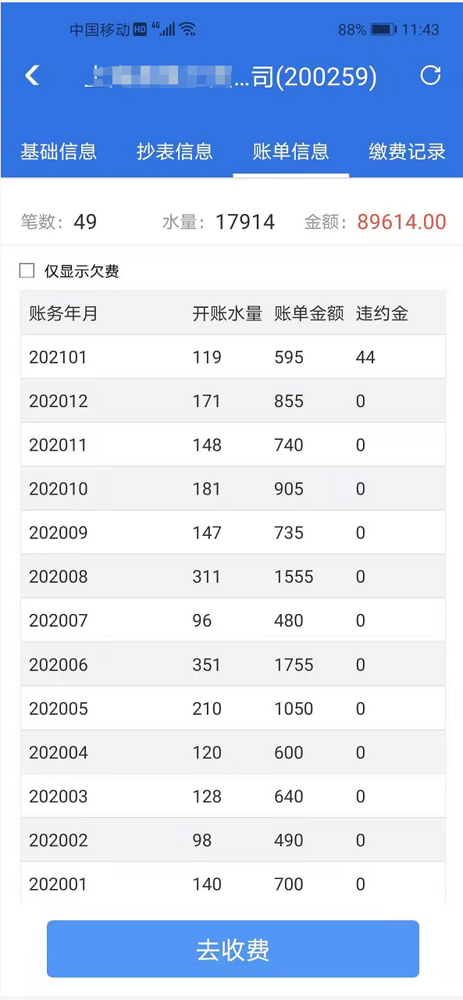 中国移动 HD 4G 88% 11:43
...司(200259)
基础信息 抄表信息 账单信息 缴费记录
笔数: 49 水量: 17914 金额: 89614.00
仅显示欠费
账务年月 开账水量 账单金额 违约金
202101 119 595 44
202012 171 855 0
202011 148 740 0
202010 181 905 0
202009 147 735 0
202008 311 1555 0
202007 96 480 0
202006 351 1755 0
202005 210 1050 0
202004 120 600 0
202003 128 640 0
202002 98 490 0
202001 140 700 0
去收费